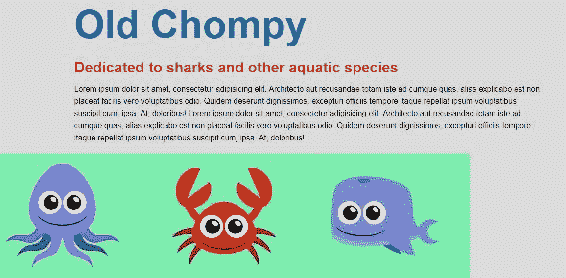 Old Chompy
Dedicated to sharks and other aquatic species
Lorem ipsum dolor sit amet, consectetur adipisicing elit. Architecto aut recusandae totam iste ad cumque quas, alias explicabo est non
placeat facilis vero voluptatibus odio. Quidem deserunt dignissimos, excepturi officiis tempore itaque repellat ipsum voluptatibus
suscipit cum, ipsa. At, doloribus! Lorem ipsum dolor sit amet, consectetur adipisicing elit. Architecto aut recusandae totam iste ad
cumque quas, alias explicabo est non placeat facilis vero voluptatibus odio. Quidem deserunt dignissimos, excepturi officiis tempore
itaque repellat ipsum voluptatibus suscipit cum, ipsa. At, doloribus!